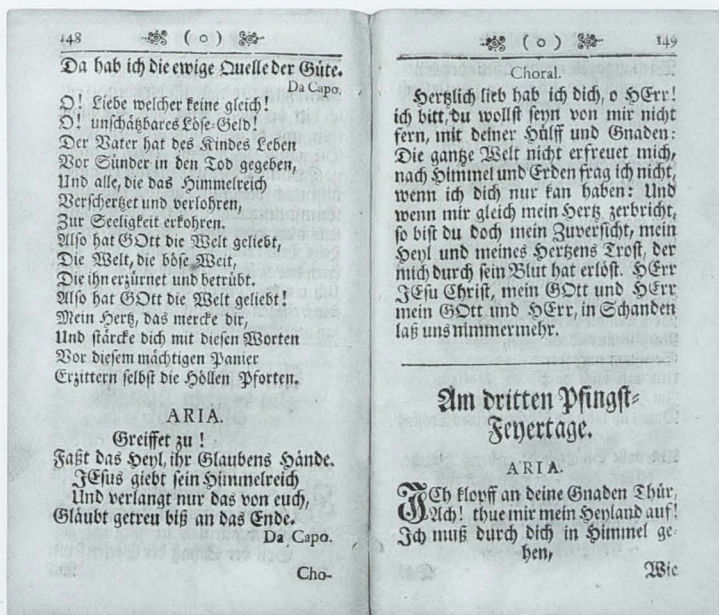 148 ( o )
Da hab ich die ewige Quelle der Güte.
Da Capo.
O! Liebe welcher keine gleich!
O! unschätzbares Löse-Geld!
Der Vater hat des Kindes Leben
Vor Sünder in den Tod gegeben,
Und alle, die das Himmelreich
Verschertzet und verlohren,
Zur Seeligkeit erkohren.
Also hat GOtt die Welt geliebt,
Die Welt, die böse Welt,
Die ihn erzürnet und betrübt.
Also hat GOtt die Welt geliebt!
Mein Hertz, das mercke dir,
Und stärcke dich mit diesen Worten
Vor diesem mächtigen Panier
Erzittern selbst die Höllen Pforten.
ARIA.
Greiffet zu!
Faßt das Heyl, ihr Glaubens Hände.
JEsus giebt sein Himmelreich
Und verlangt nur das von euch,
Gläubt getreu biß an das Ende.
Da Capo.
Cho-
( o ) 149
Choral.
Hertzlich lieb hab ich dich, o HErr!
ich bitt, du wollst seyn von mir nicht
fern, mit deiner Hülff und Gnaden:
Die gantze Welt nicht erfreuet mich,
nach Himmel und Erden frag ich nicht,
wenn ich dich nur kan haben: Und
wenn mir gleich mein Hertz zerbricht,
so bist du doch mein Zuversicht, mein
Heyl und meines Hertzens Trost, der
mich durch sein Blut hat erlöst. HErr
JEsu Christ, mein GOtt und HErr
mein GOtt und HErr, in Schanden
laß uns nimmermehr.
Am dritten Pfingst-
Feyertage.
ARIA.
ICh klopff an deine Gnaden Thür,
Ach! thue mir mein Heyland auf!
Ich muß durch dich in Himmel ge-
hen,
Wie